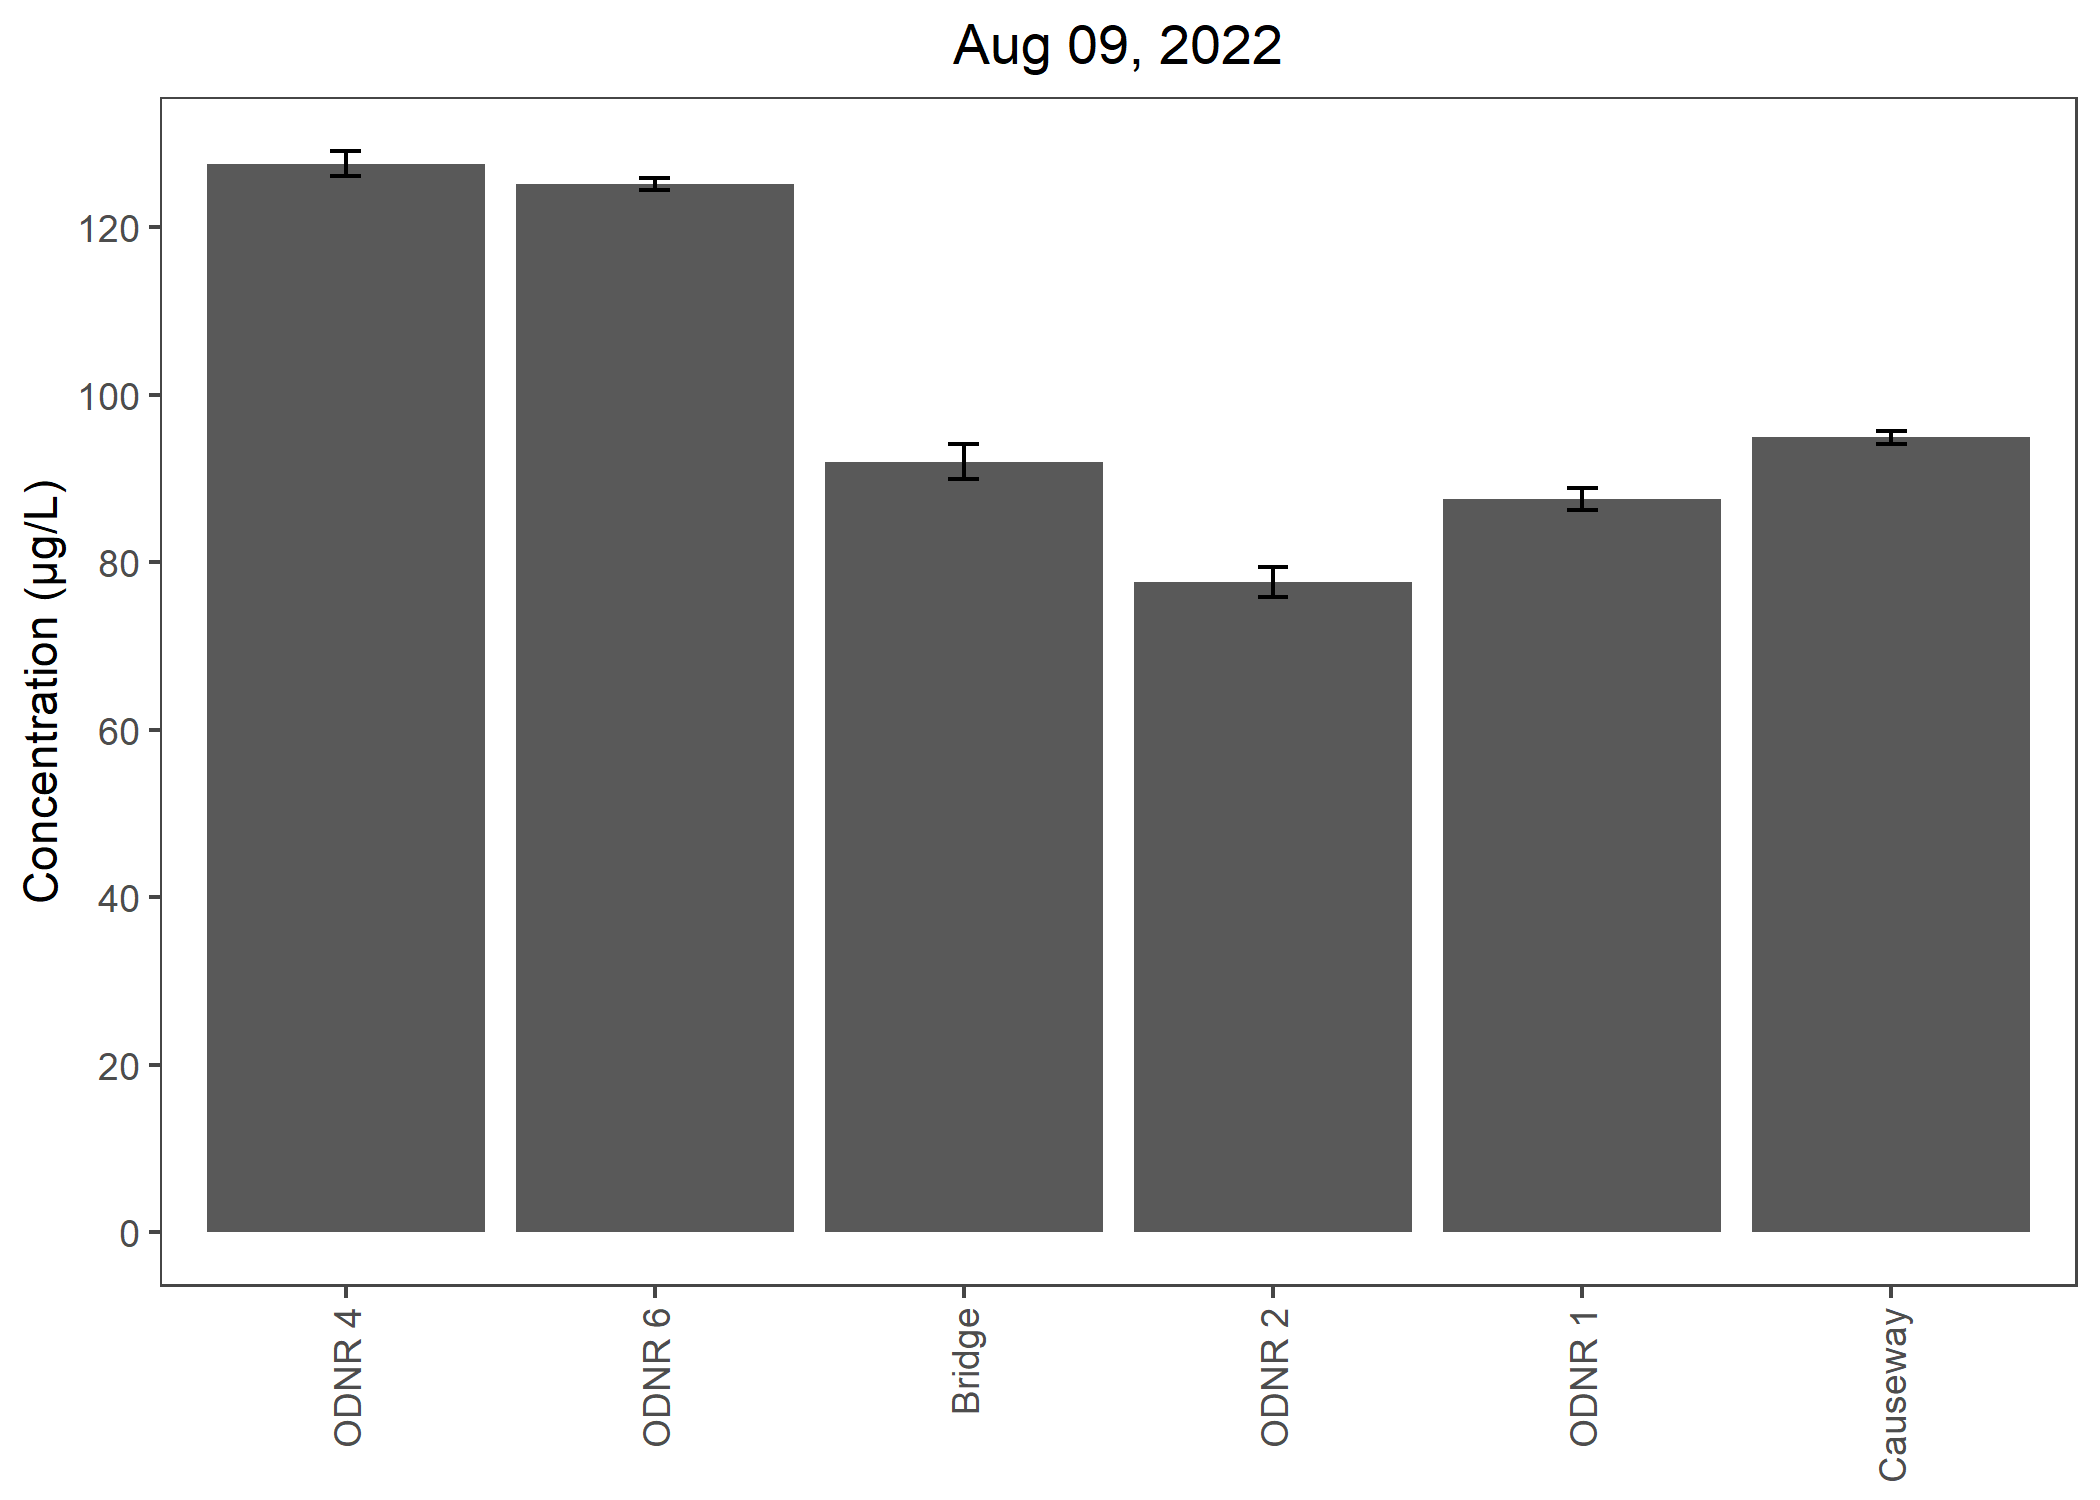 Aug 09, 2022
Concentration (µg/L)
120
100
80
60
40
20
0
ODNR 4
ODNR 6
Bridge
ODNR 2
ODNR 1
Causeway